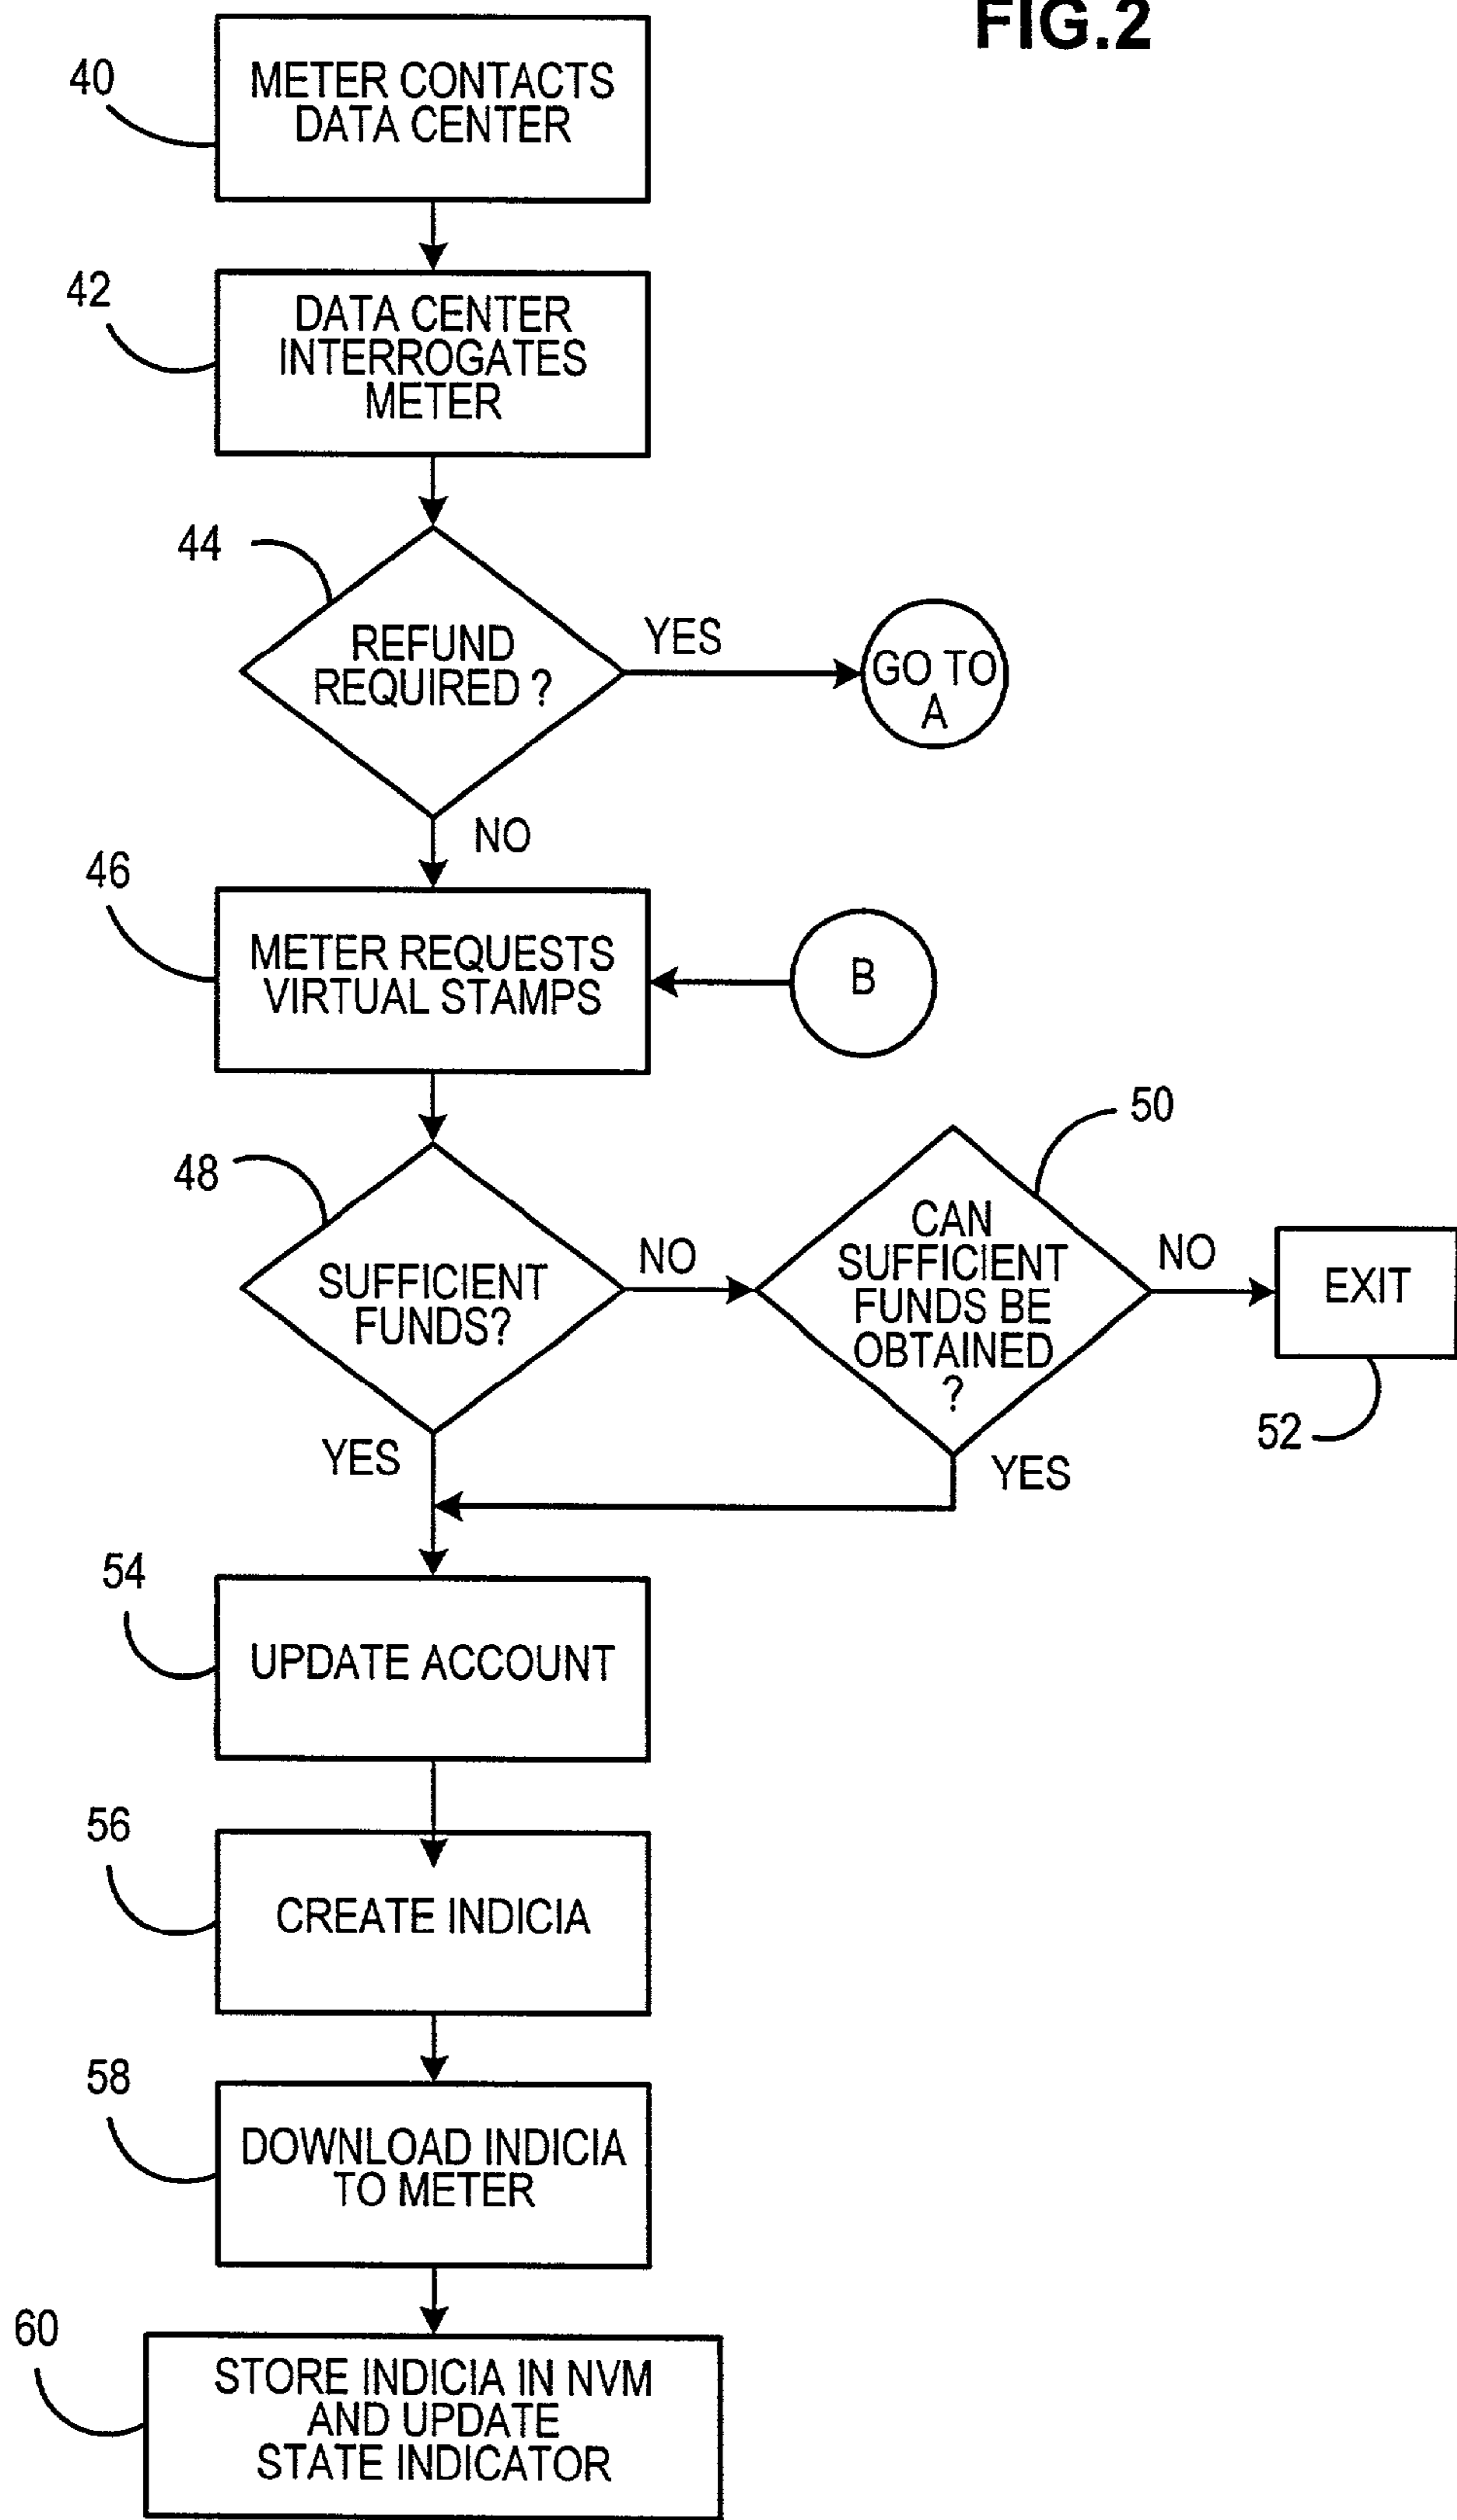 FIG.2
40
METER CONTACTS
DATA CENTER
42
DATA CENTER
INTERROGATES
METER
44
REFUND
REQUIRED ?
YES
GO TO
A
NO
46
METER REQUESTS
VIRTUAL STAMPS
B
48
SUFFICIENT
FUNDS?
NO
50
CAN
SUFFICIENT
FUNDS BE
OBTAINED
?
NO
EXIT
52
YES
YES
54
UPDATE ACCOUNT
56
CREATE INDICIA
58
DOWNLOAD INDICIA
TO METER
60
STORE INDICIA IN NVM
AND UPDATE
STATE INDICATOR